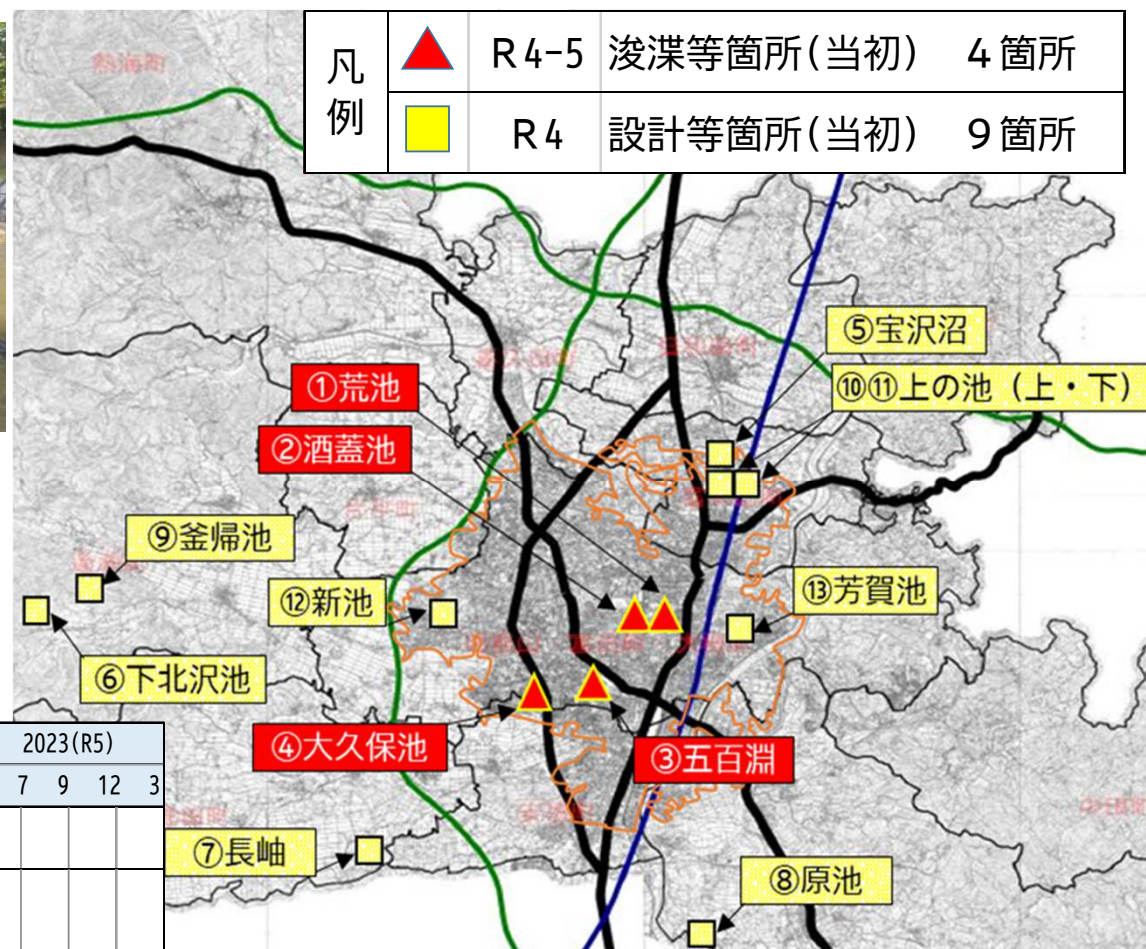 凡例
R4-5 浚渫等箇所(当初) 4箇所
R4 設計等箇所(当初) 9箇所
熱海町
⑤宝沢沼
⑩⑪上の池（上・下）
①荒池
②酒蓋池
⑨釜帰池
⑫新池
⑬芳賀池
⑥下北沢池
④大久保池
③五百淵
⑦長岫
⑧原池
2023(R5)
7 9 12 3